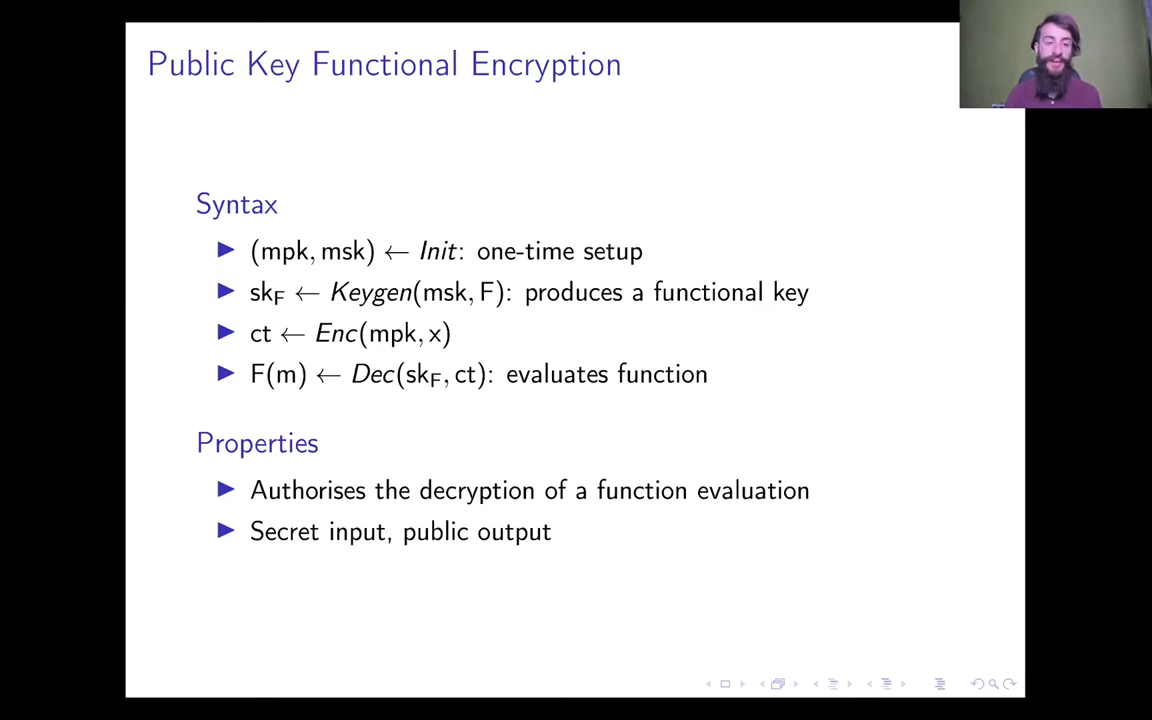 Public Key Functional Encryption
Syntax
▶ (mpk, msk) ← Init: one-time setup
▶ sk_F ← Keygen(msk, F): produces a functional key
▶ ct ← Enc(mpk, x)
▶ F(m) ← Dec(sk_F, ct): evaluates function
Properties
▶ Authorises the decryption of a function evaluation
▶ Secret input, public output